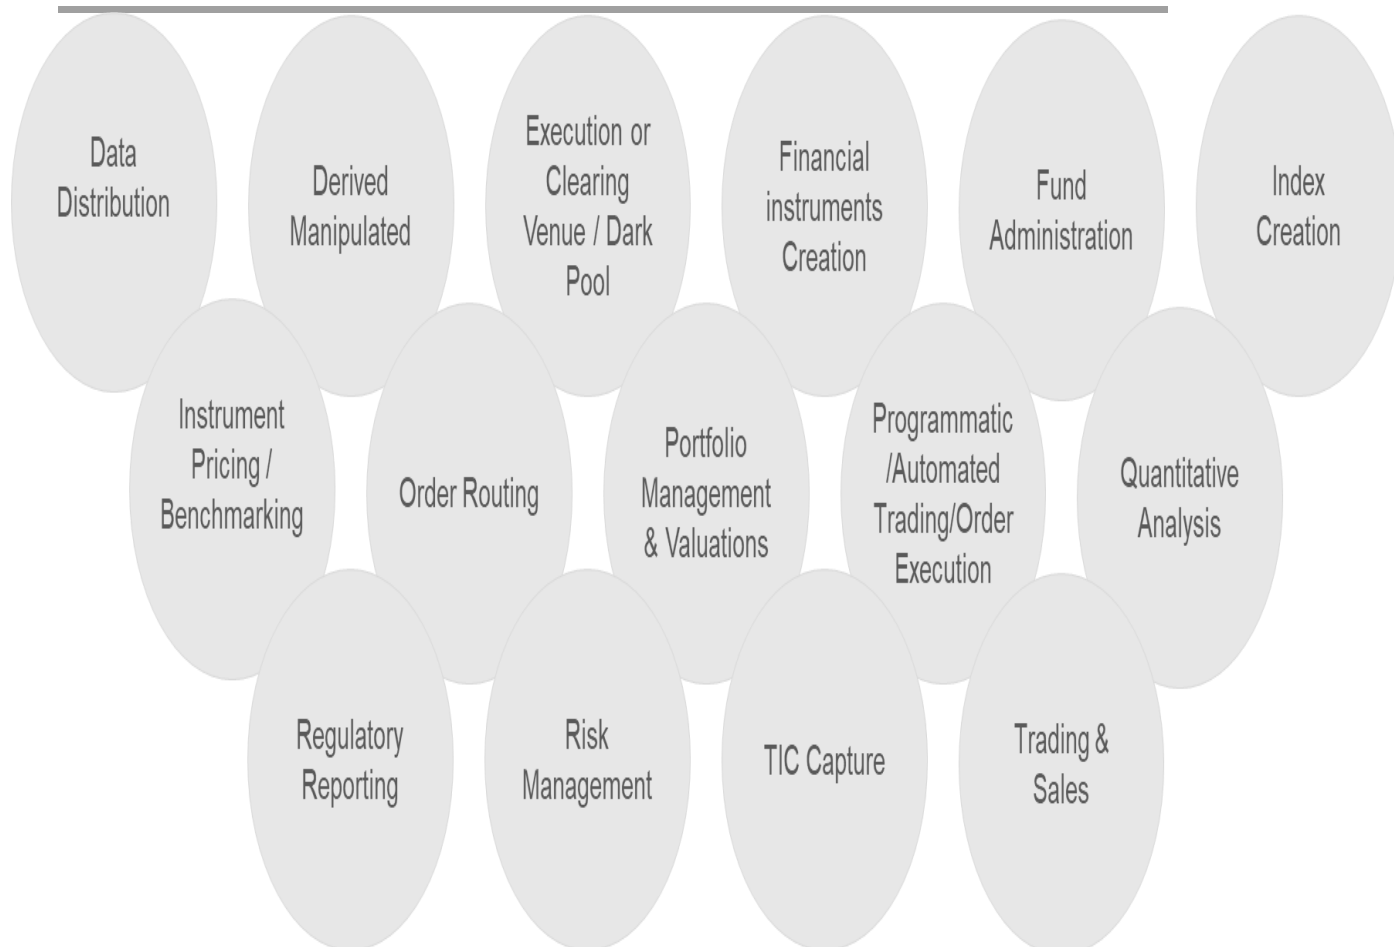 Data
Distribution
Derived
Manipulated
Execution or
Clearing
Venue / Dark
Pool
Financial
instruments
Creation
Fund
Administration
Index
Creation
Instrument
Pricing /
Benchmarking
Order Routing
Portfolio
Management
& Valuations
Programmatic
/Automated
Trading/Order
Execution
Quantitative
Analysis
Regulatory
Reporting
Risk
Management
TIC Capture
Trading &
Sales